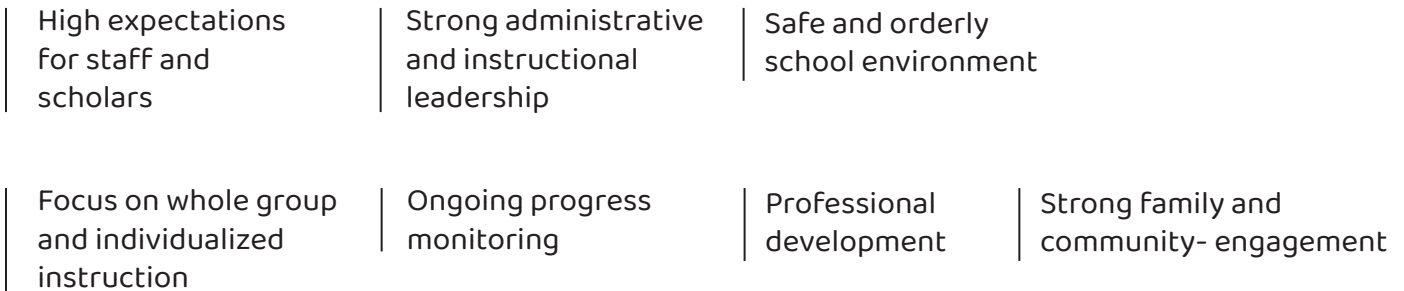 High expectations
for staff and
scholars
Strong administrative
and instructional
leadership
Safe and orderly
school environment
Focus on whole group
and individualized
instruction
Ongoing progress
monitoring
Professional
development
Strong family and
community- engagement